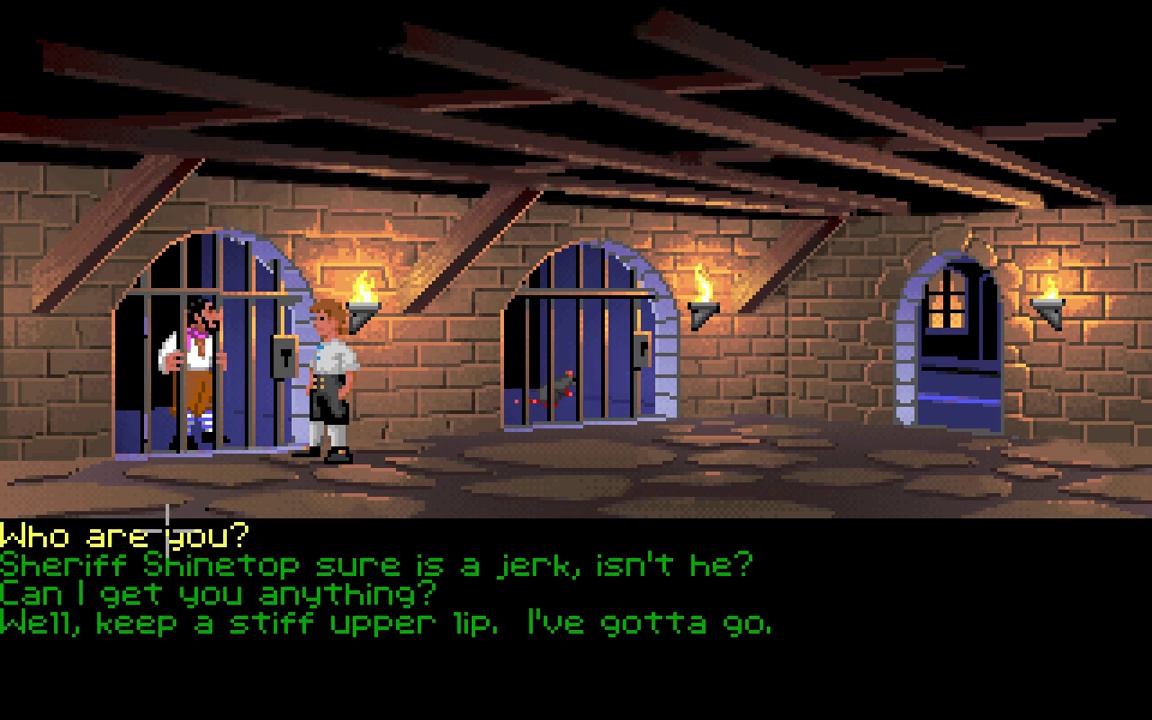 Who are you?
Sheriff Shinetop sure is a jerk, isn't he?
Can I get you anything?
Well, keep a stiff upper lip.  I've gotta go.